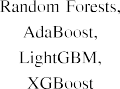 Random Forests,
AdaBoost,
LightGBM,
XGBoost